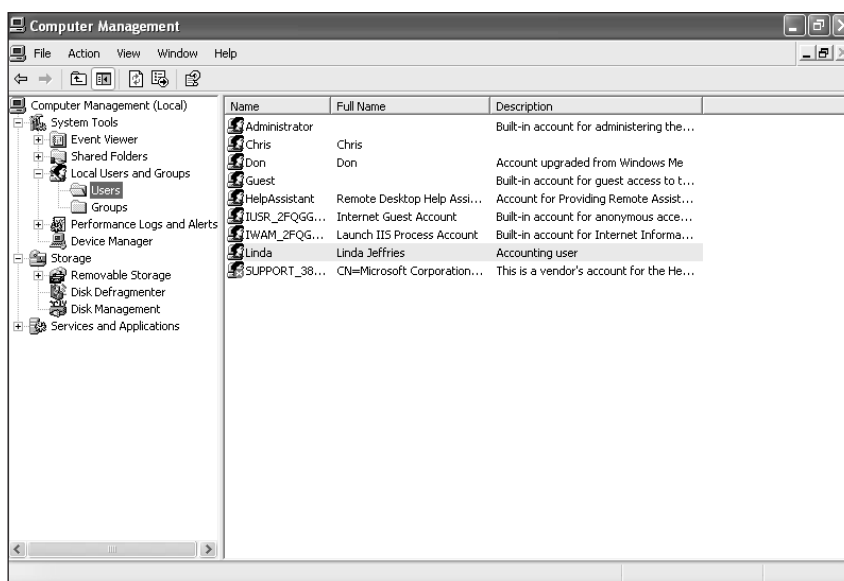 Computer Management
File Action View Window Help
Computer Management (Local)
System Tools
Event Viewer
Shared Folders
Local Users and Groups
Users
Groups
Performance Logs and Alerts
Device Manager
Storage
Removable Storage
Disk Defragmenter
Disk Management
Services and Applications
Name Full Name Description
Administrator Built-in account for administering the...
Chris Chris
Don Don Account upgraded from Windows Me
Guest Built-in account for guest access to t...
HelpAssistant Remote Desktop Help Assi... Account for Providing Remote Assist...
IUSR_2FQGG... Internet Guest Account Built-in account for anonymous acce...
IWAM_2FQG... Launch IIS Process Account Built-in account for Internet Informa...
Linda Linda Jeffries Accounting user
SUPPORT_38... CN=Microsoft Corporation... This is a vendor's account for the He...